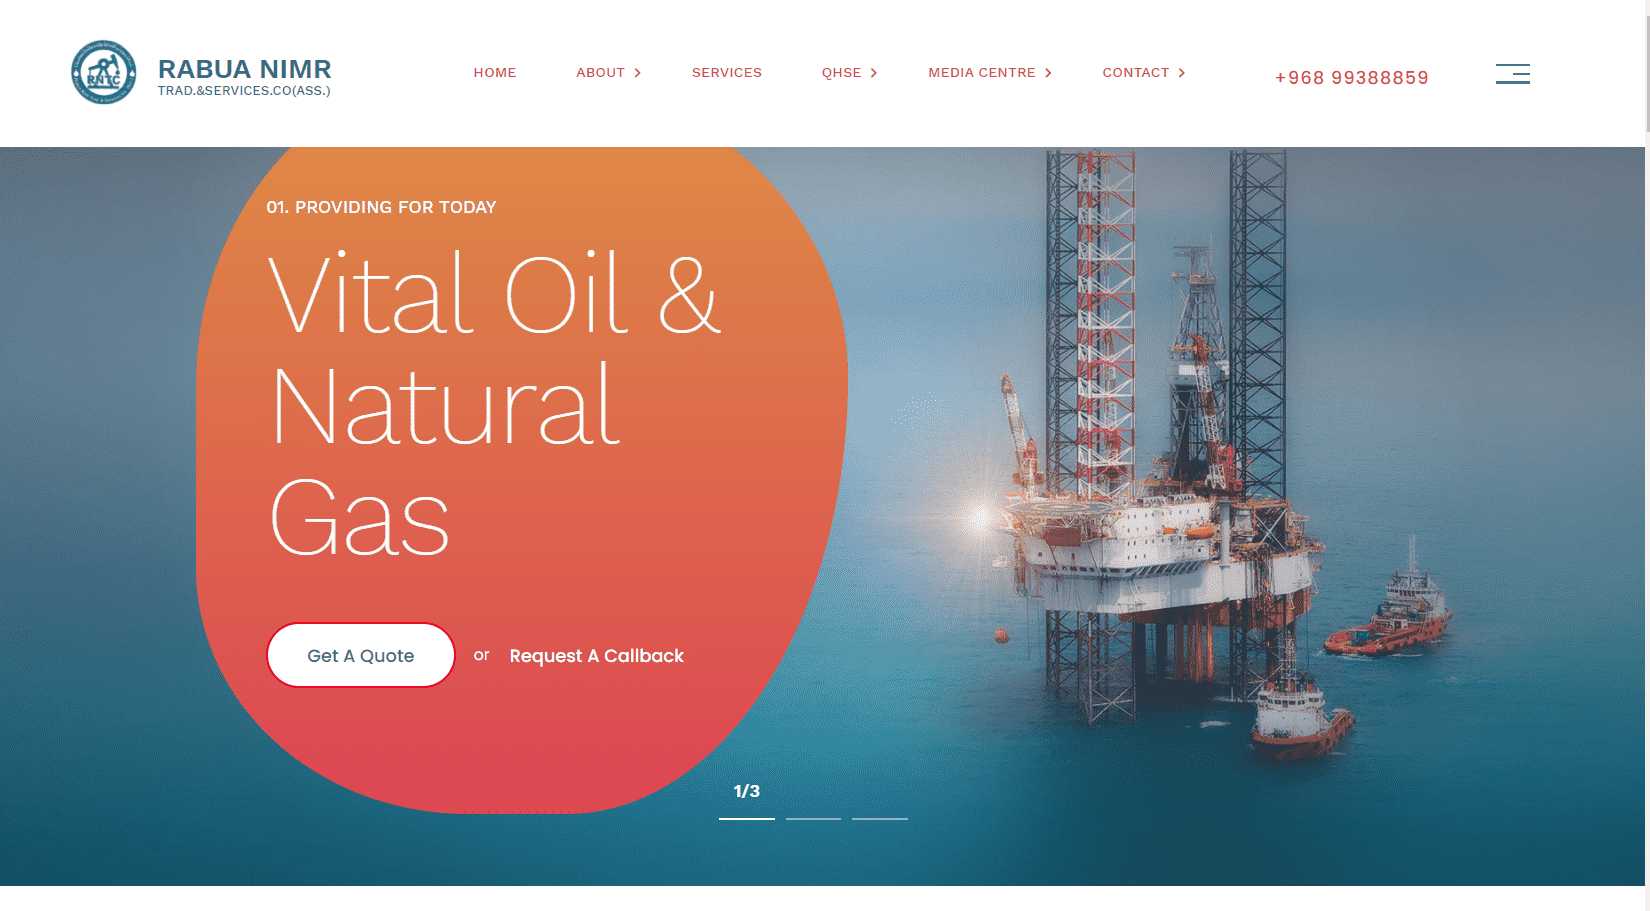 RNTC
RABUA NIMR
TRAD.&SERVICES.CO(ASS.)
HOME
ABOUT
SERVICES
QHSE
MEDIA CENTRE
CONTACT
+968 99388859
01. PROVIDING FOR TODAY
Vital Oil &
Natural
Gas
Get A Quote
or
Request A Callback
1/3